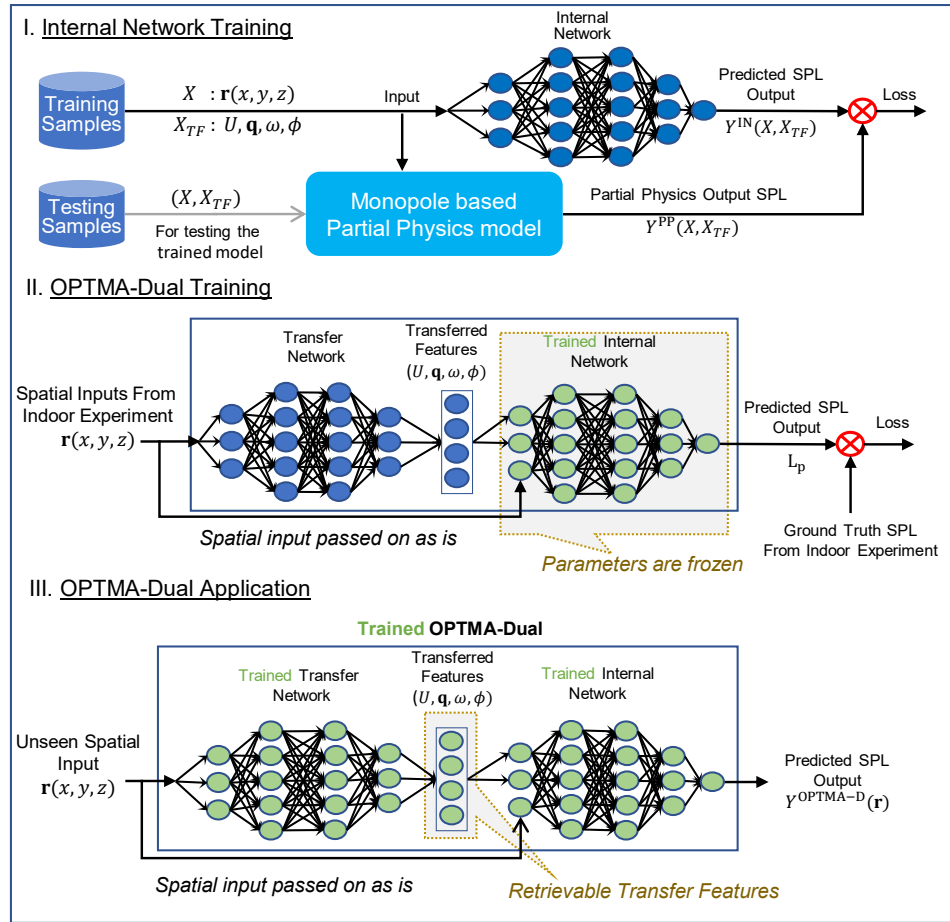 I. Internal Network Training
Internal
Network
Training
Samples
X : r(x, y, z)
X_TF : U, q, ω, ϕ
Input
Predicted SPL
Output
Y^IN(X, X_TF)
Loss
Testing
Samples
(X, X_TF)
For testing the
trained model
Monopole based
Partial Physics model
Partial Physics Output SPL
Y^PP(X, X_TF)
II. OPTMA-Dual Training
Transfer
Network
Transferred
Features
(U, q, ω, ϕ)
Trained Internal
Network
Spatial Inputs From
Indoor Experiment
r(x, y, z)
Predicted SPL
Output
L_p
Loss
Spatial input passed on as is
Parameters are frozen
Ground Truth SPL
From Indoor Experiment
III. OPTMA-Dual Application
Trained OPTMA-Dual
Trained Transfer
Network
Transferred
Features
(U, q, ω, ϕ)
Trained Internal
Network
Unseen Spatial
Input
r(x, y, z)
Predicted SPL
Output
Y^OPTMA−D(r)
Spatial input passed on as is
Retrievable Transfer Features